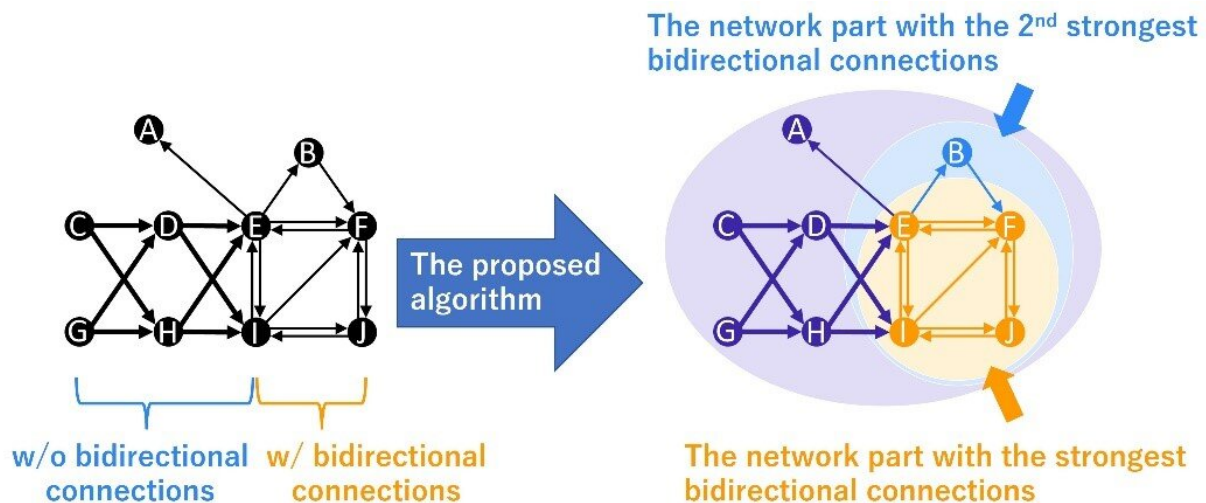 The network part with the 2nd strongest
bidirectional connections
A
B
C
D
E
F
G
H
I
J
The proposed
algorithm
A
B
C
D
E
F
G
H
I
J
w/o bidirectional
connections
w/ bidirectional
connections
The network part with the strongest
bidirectional connections